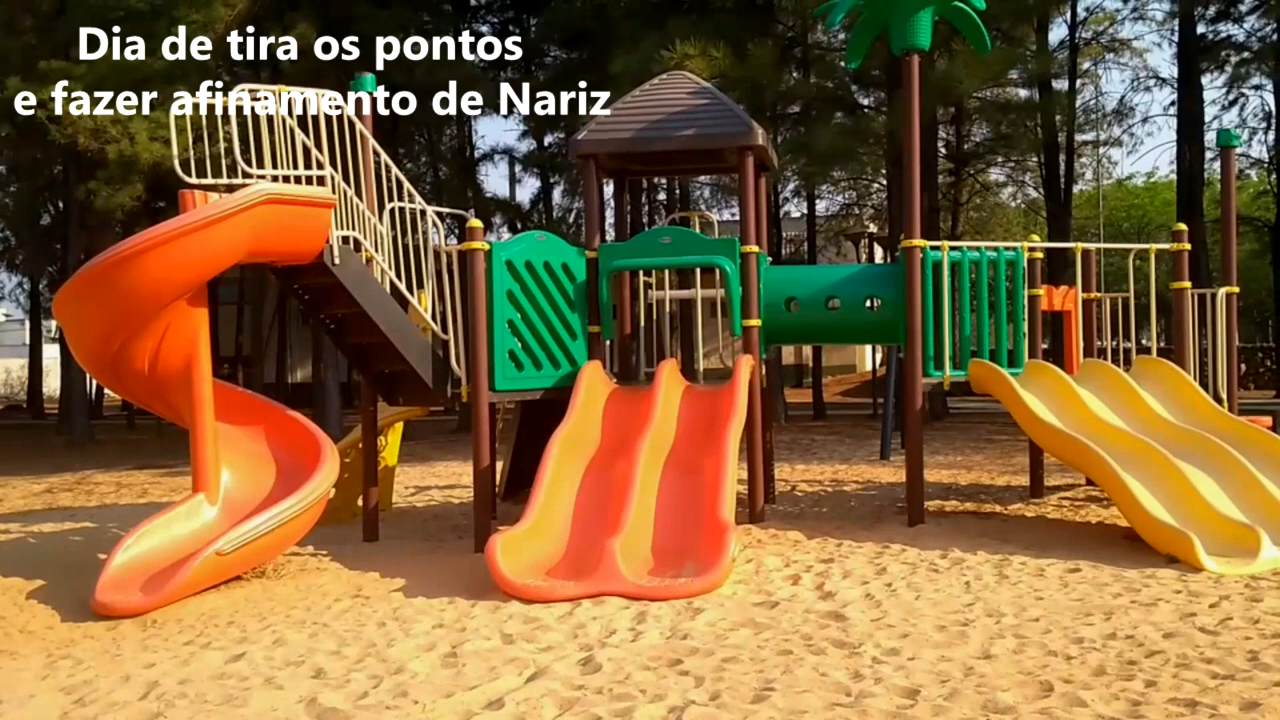 Dia de tira os pontos
e fazer afinamento de Nariz